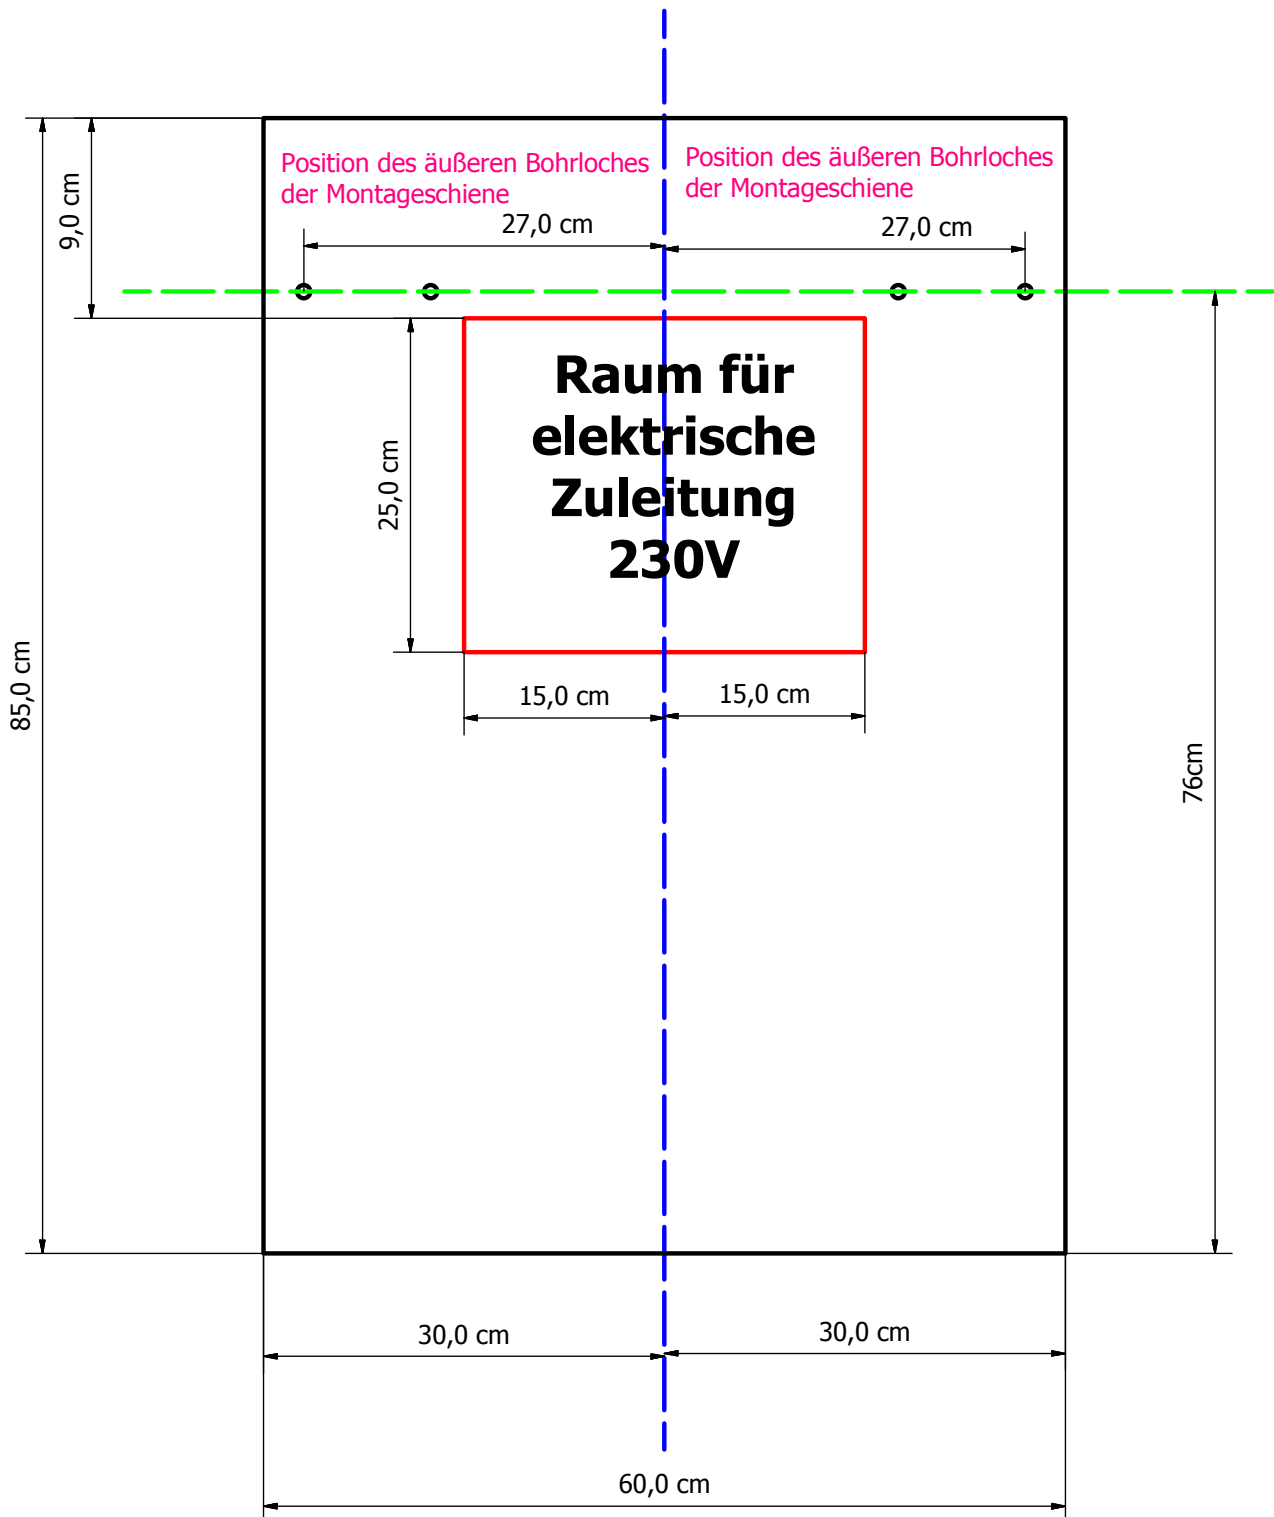 Position des äußeren Bohrloches
der Montageschiene
Position des äußeren Bohrloches
der Montageschiene
9,0 cm
27,0 cm
27,0 cm
Raum für
elektrische
Zuleitung
230V
25,0 cm
85,0 cm
15,0 cm
15,0 cm
76cm
30,0 cm
30,0 cm
60,0 cm